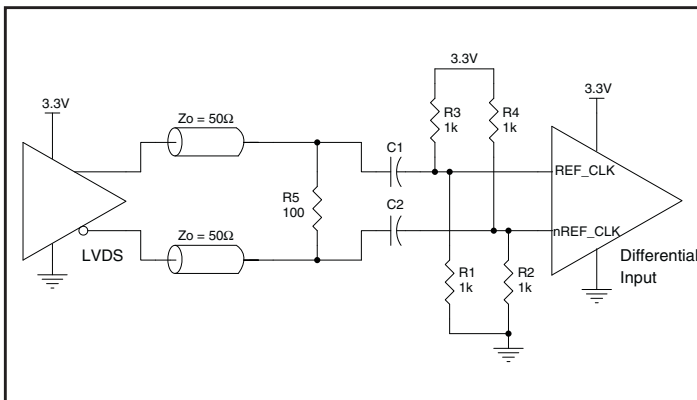 3.3V
3.3V
3.3V
Zo = 50Ω
R3
1k
R4
1k
C1
REF_CLK
R5
100
C2
nREF_CLK
Zo = 50Ω
LVDS
Differential
Input
R1
1k
R2
1k